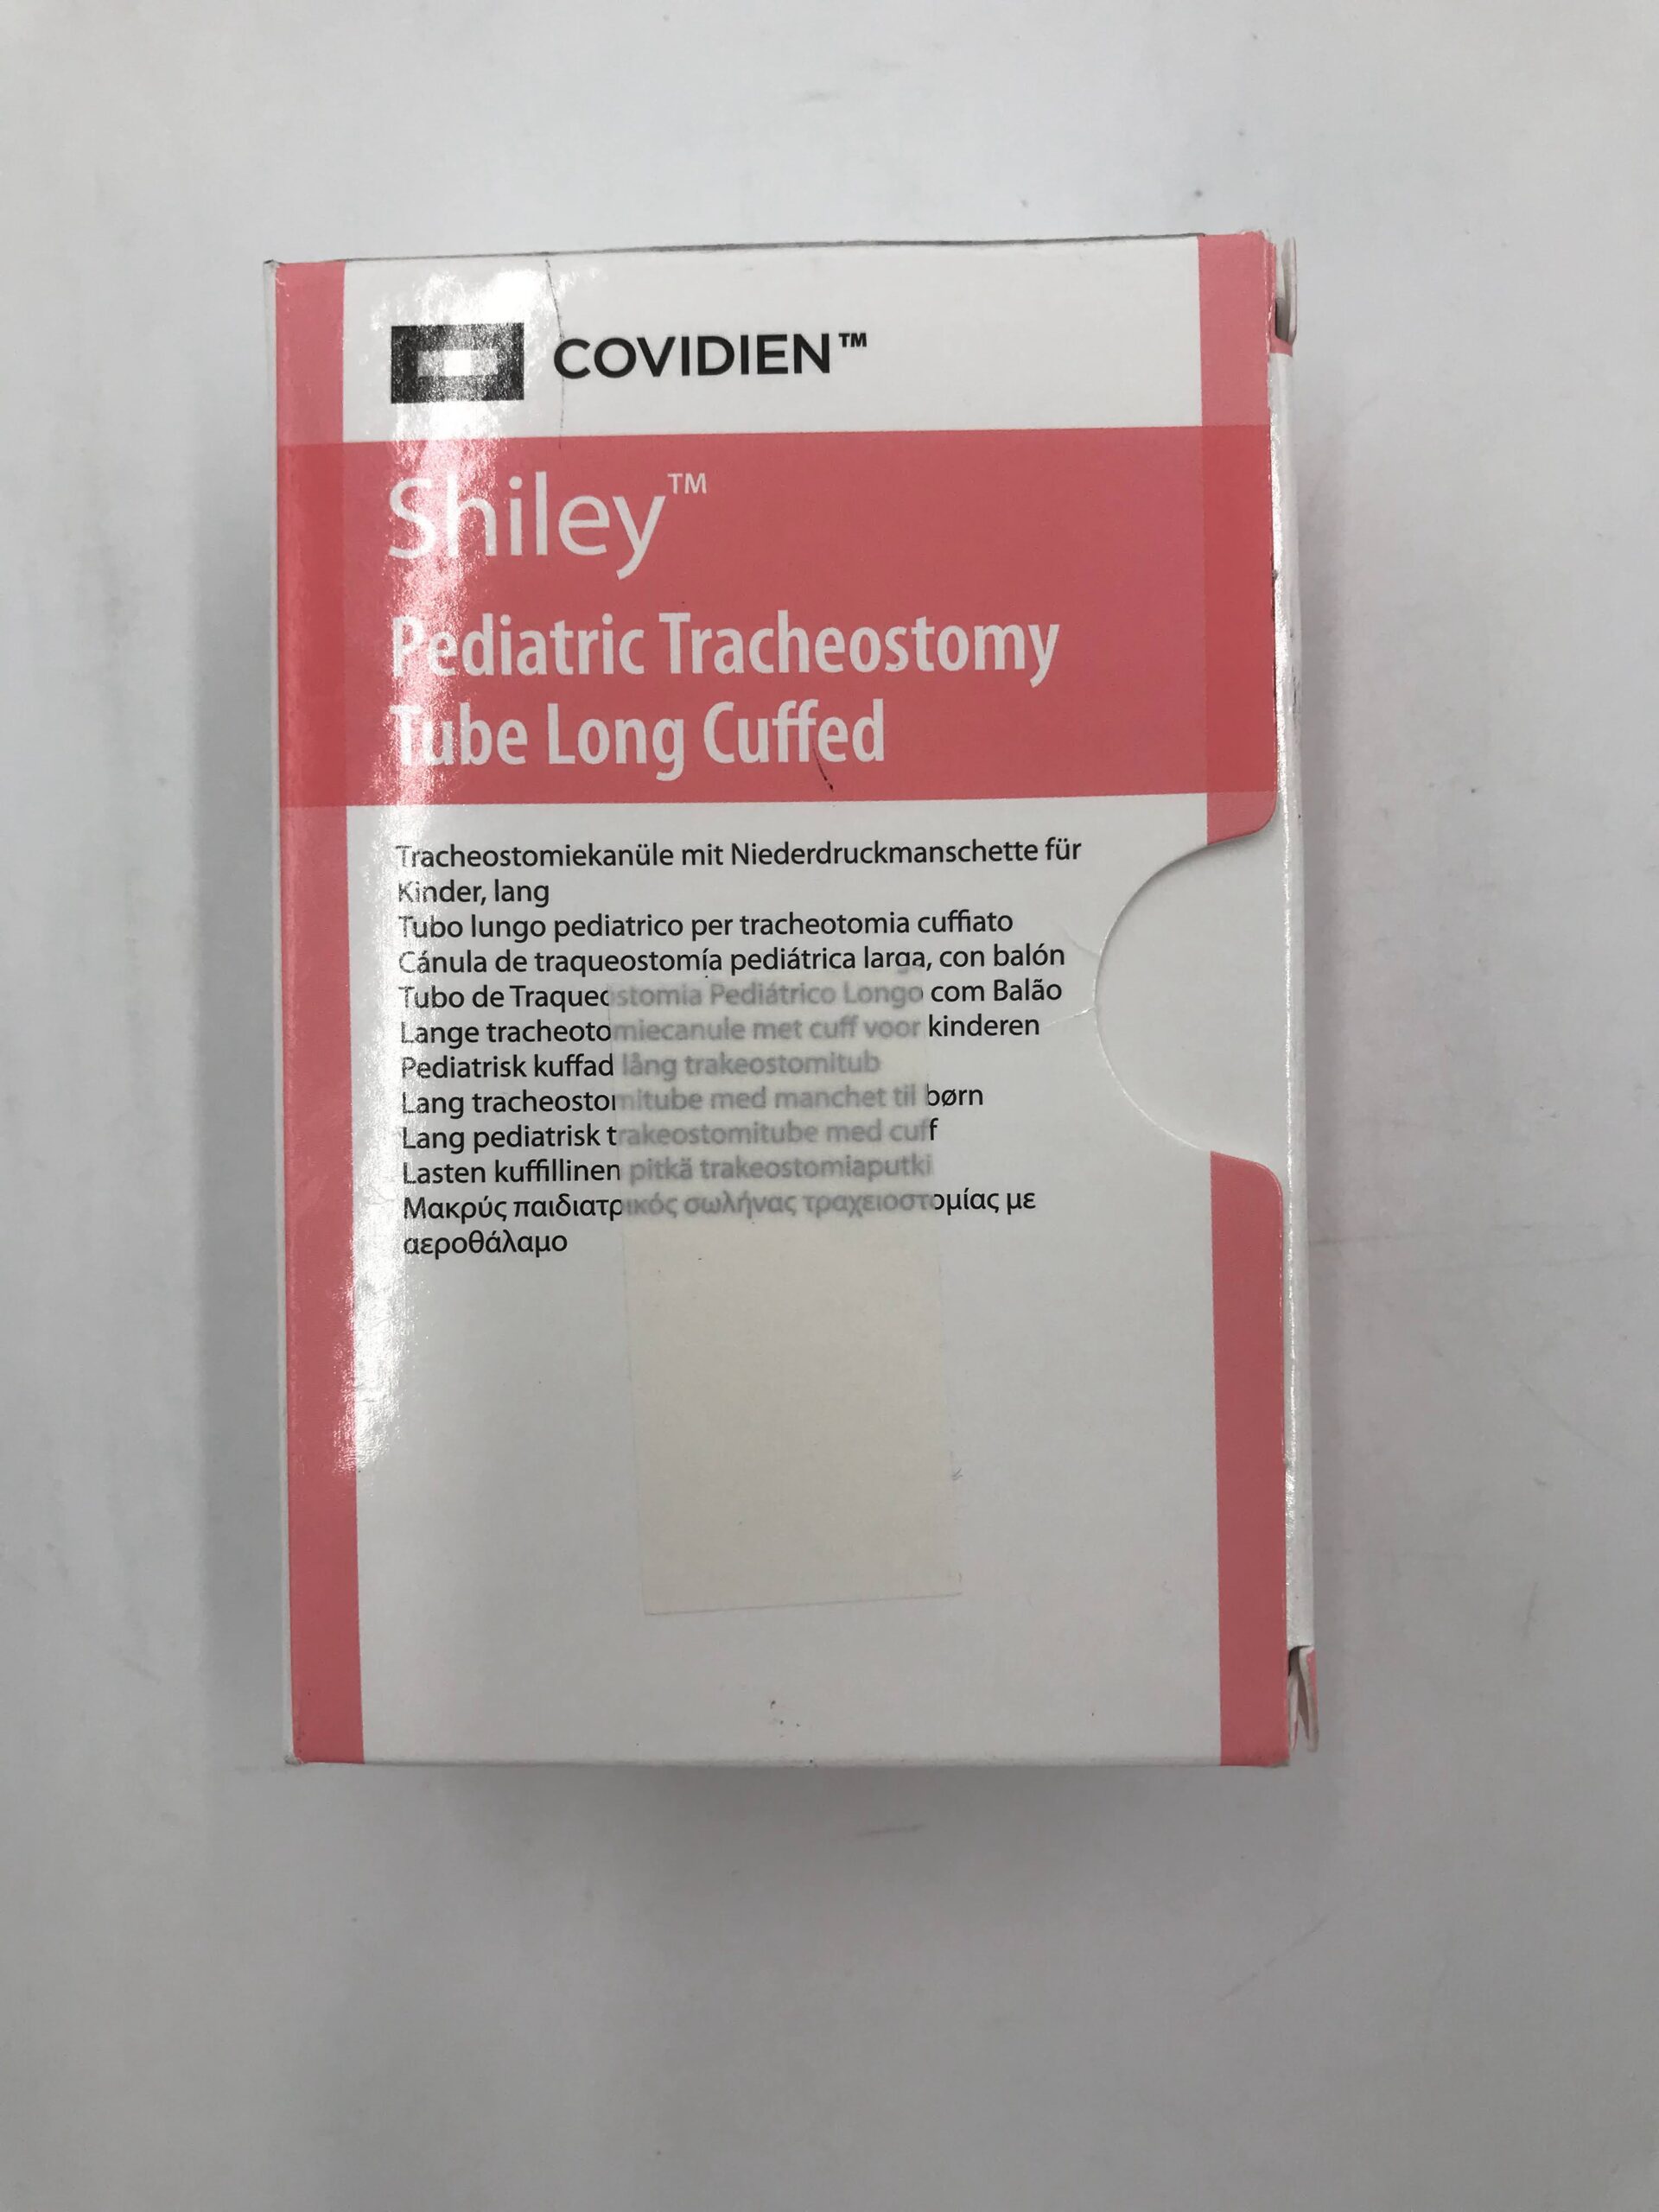 COVIDIEN™
Shiley™
Pediatric Tracheostomy
Tube Long Cuffed
Tracheostomiekanüle mit Niederdruckmanschette für
Kinder, lang
Tubo lungo pediatrico per tracheotomia cuffiato
Cánula de traqueostomía pediátrica larga, con balón
Tubo de Traqueostomia Pediátrico Longo com Balão
Lange tracheotomiecanule met cuff voor kinderen
Pediatrisk kuffad lång trakeostomitub
Lang tracheostomitube med manchet til børn
Lang pediatrisk trakeostomitube med cuff
Lasten kuffillinen pitkä trakeostomiaputki
Μακρύς παιδιατρικός σωλήνας τραχειοστομίας με
αεροθάλαμο